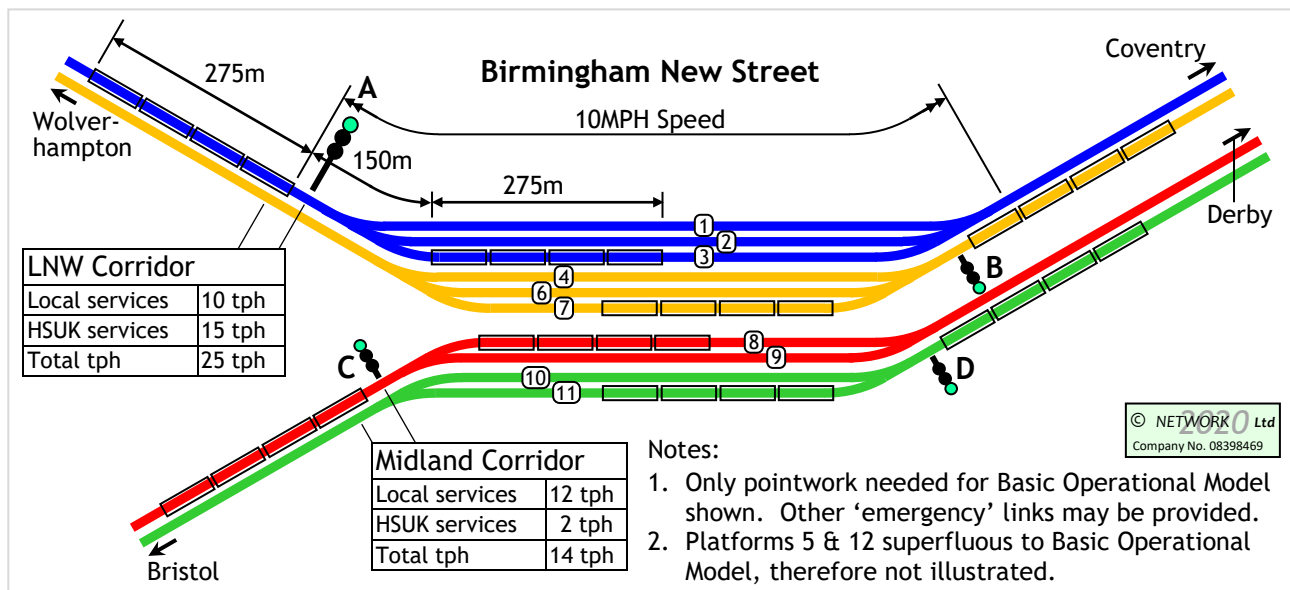 Birmingham New Street
Coventry
275m
A
10MPH Speed
Wolver-
hampton
150m
275m
Derby
1
2
3
4
6
7
8
9
10
11
B
C
D
LNW Corridor
Local services 10 tph
HSUK services 15 tph
Total tph 25 tph
Midland Corridor
Local services 12 tph
HSUK services 2 tph
Total tph 14 tph
Bristol
© NETWORK 2020 Ltd
Company No. 08398469
Notes:
1. Only pointwork needed for Basic Operational Model
shown. Other ‘emergency’ links may be provided.
2. Platforms 5 & 12 superfluous to Basic Operational
Model, therefore not illustrated.